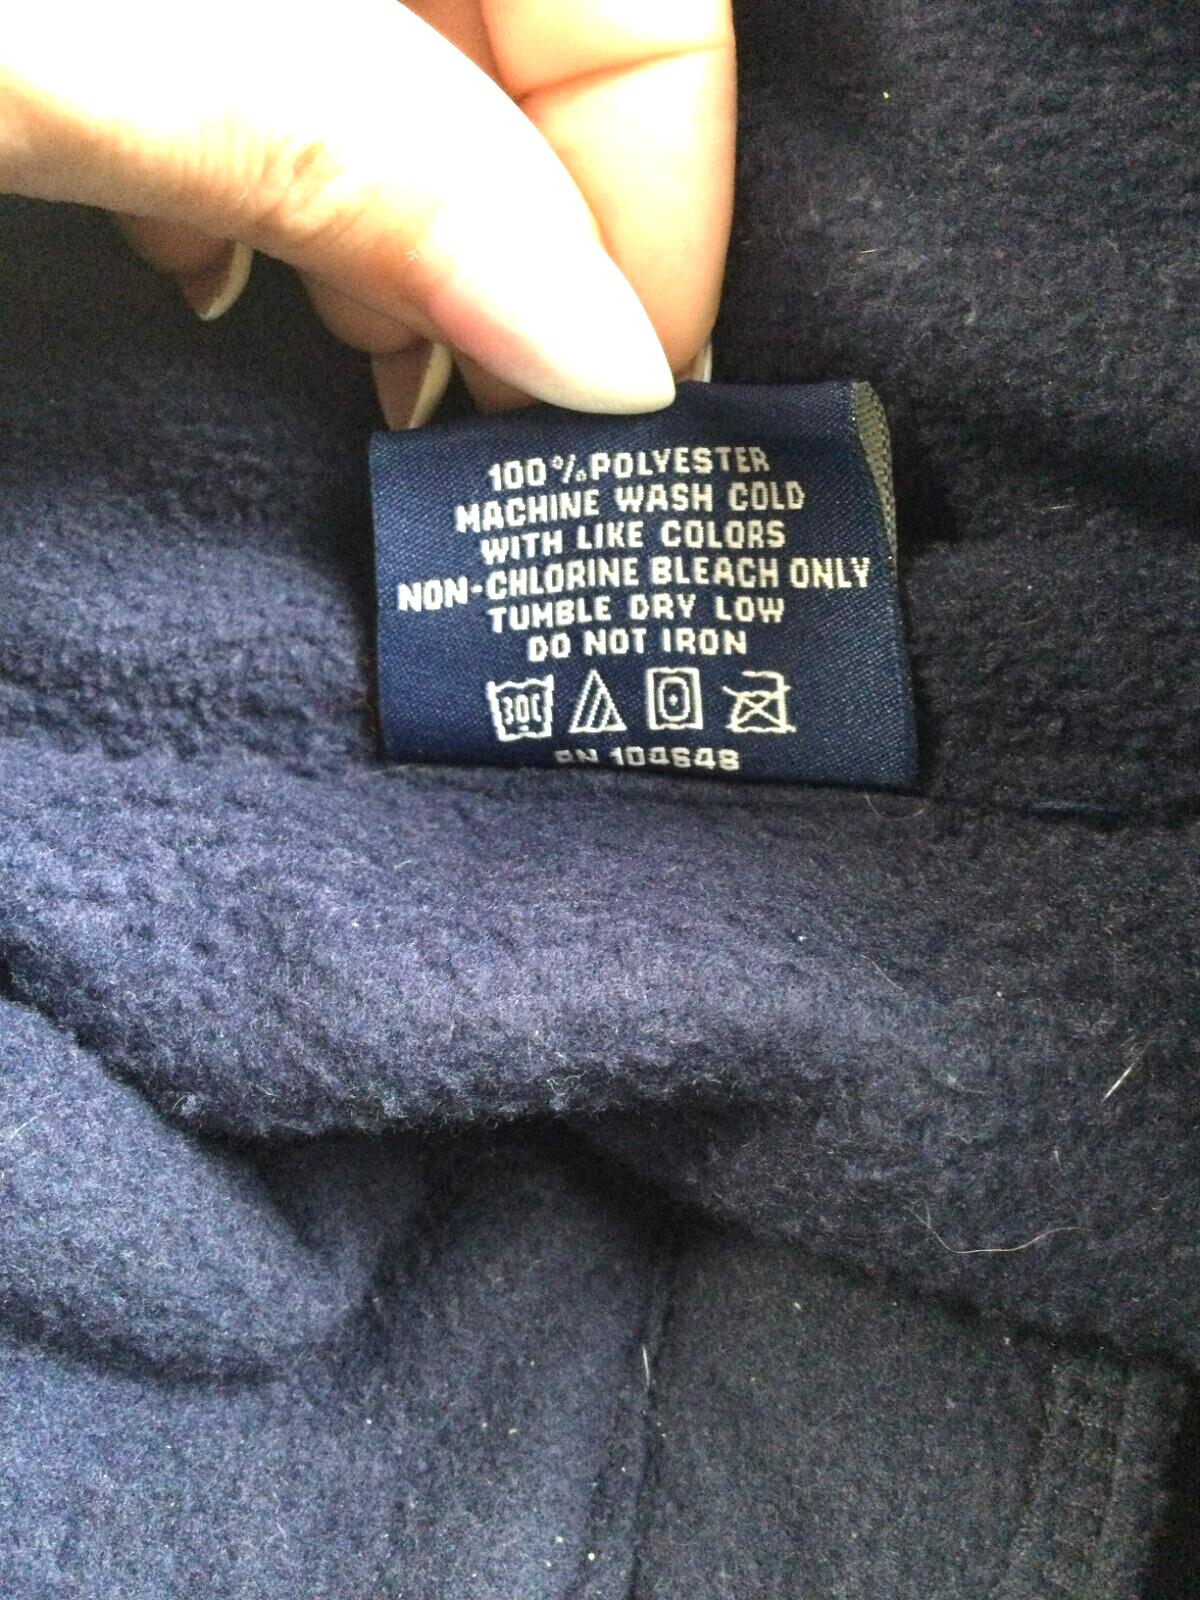 100%POLYESTER
MACHINE WASH COLD
WITH LIKE COLORS
NON-CHLORINE BLEACH ONLY
TUMBLE DRY LOW
DO NOT IRON
30C
RN 104648